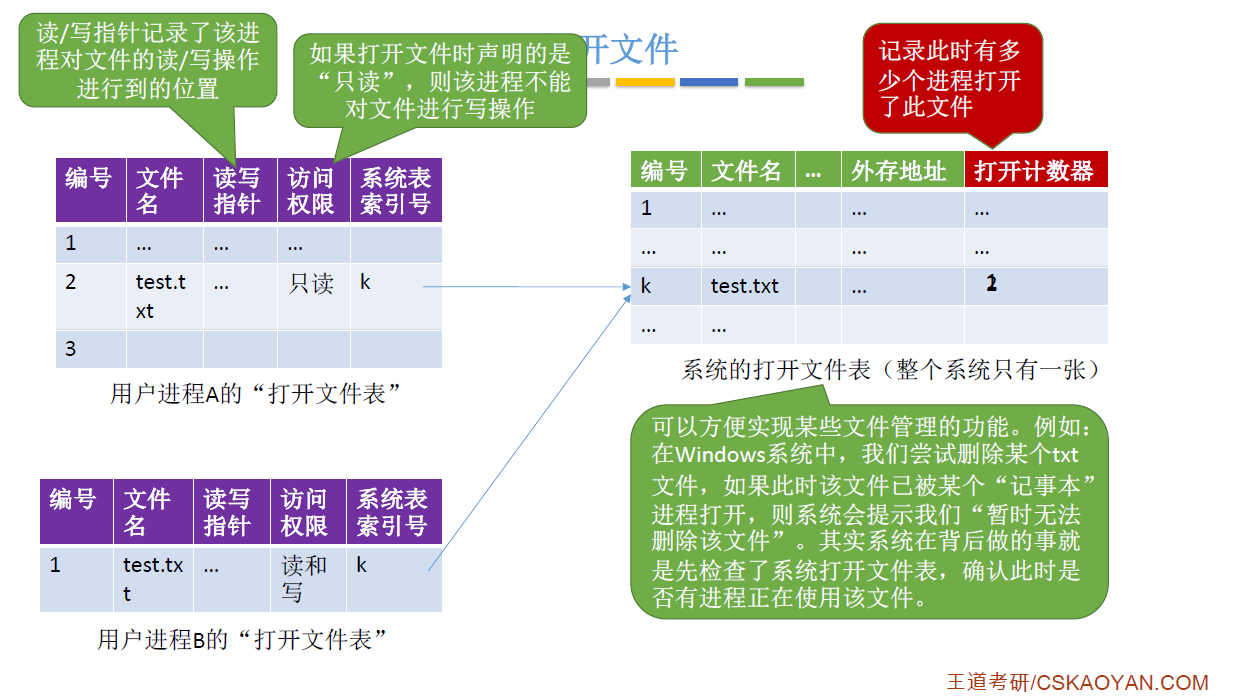 读/写指针记录了该进
程对文件的读/写操作
进行到的位置
如果打开文件时声明的是
“只读”，则该进程不能
对文件进行写操作
开文件
记录此时有多
少个进程打开
了此文件
编号 文件名 读写指针 访问权限 系统表索引号
1 … … …
2 test.txt … 只读 k
3
用户进程A的“打开文件表”
编号 文件名 … 外存地址 打开计数器
1 … … …
… … … …
k test.txt …
… …
系统的打开文件表（整个系统只有一张）
可以方便实现某些文件管理的功能。例如：
在Windows系统中，我们尝试删除某个txt
文件，如果此时该文件已被某个“记事本”
进程打开，则系统会提示我们“暂时无法
删除该文件”。其实系统在背后做的事就
是先检查了系统打开文件表，确认此时是
否有进程正在使用该文件。
编号 文件名 读写指针 访问权限 系统表索引号
1 test.txt … 读和写 k
用户进程B的“打开文件表”
王道考研/CSKAOYAN.COM